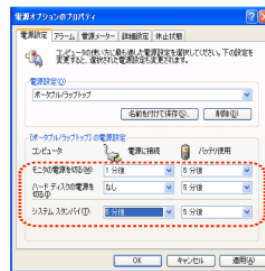 電源オプションのプロパティ
電源設定 アラーム 電源メーター 詳細設定 休止状態
コンピュータの使い方に最も適した電源設定を選択してください。下の設定を
変更すると、選択された電源設定も変更されます。
電源設定(O)
ポータブル/ラップトップ
名前を付けて保存(S)... 削除(D)
[ポータブル/ラップトップ] の電源設定
コンピュータ 電源に接続 バッテリ使用
モニタの電源を切る(M) 1 分後 5 分後
ハード ディスクの電源を
切る(I) なし 5 分後
システム スタンバイ(T) 5 分後 5 分後
OK キャンセル 適用(A)